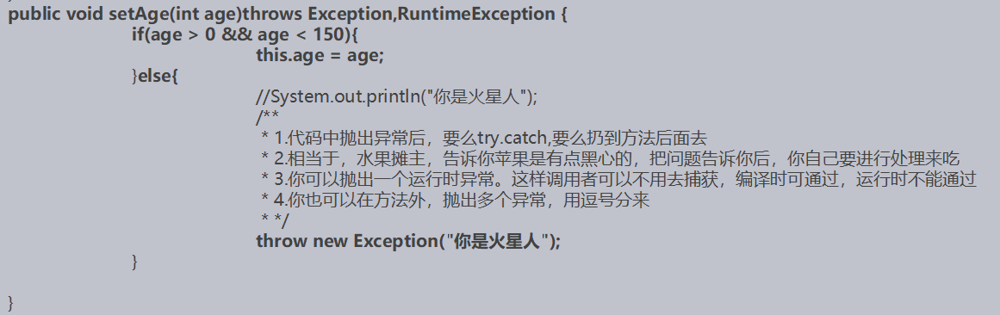 public void setAge(int age)throws Exception,RuntimeException {
if(age > 0 && age < 150){
this.age = age;
}else{
//System.out.println("你是火星人");
/**
* 1.代码中抛出异常后，要么try.catch,要么扔到方法后面去
* 2.相当于，水果摊主，告诉你苹果是有点黑心的，把问题告诉你后，你自己要进行处理来吃
* 3.你可以抛出一个运行时异常。这样调用者可以不用去捕获，编译时可通过，运行时不能通过
* 4.你也可以在方法外，抛出多个异常，用逗号分来
* */
throw new Exception("你是火星人");
}
}